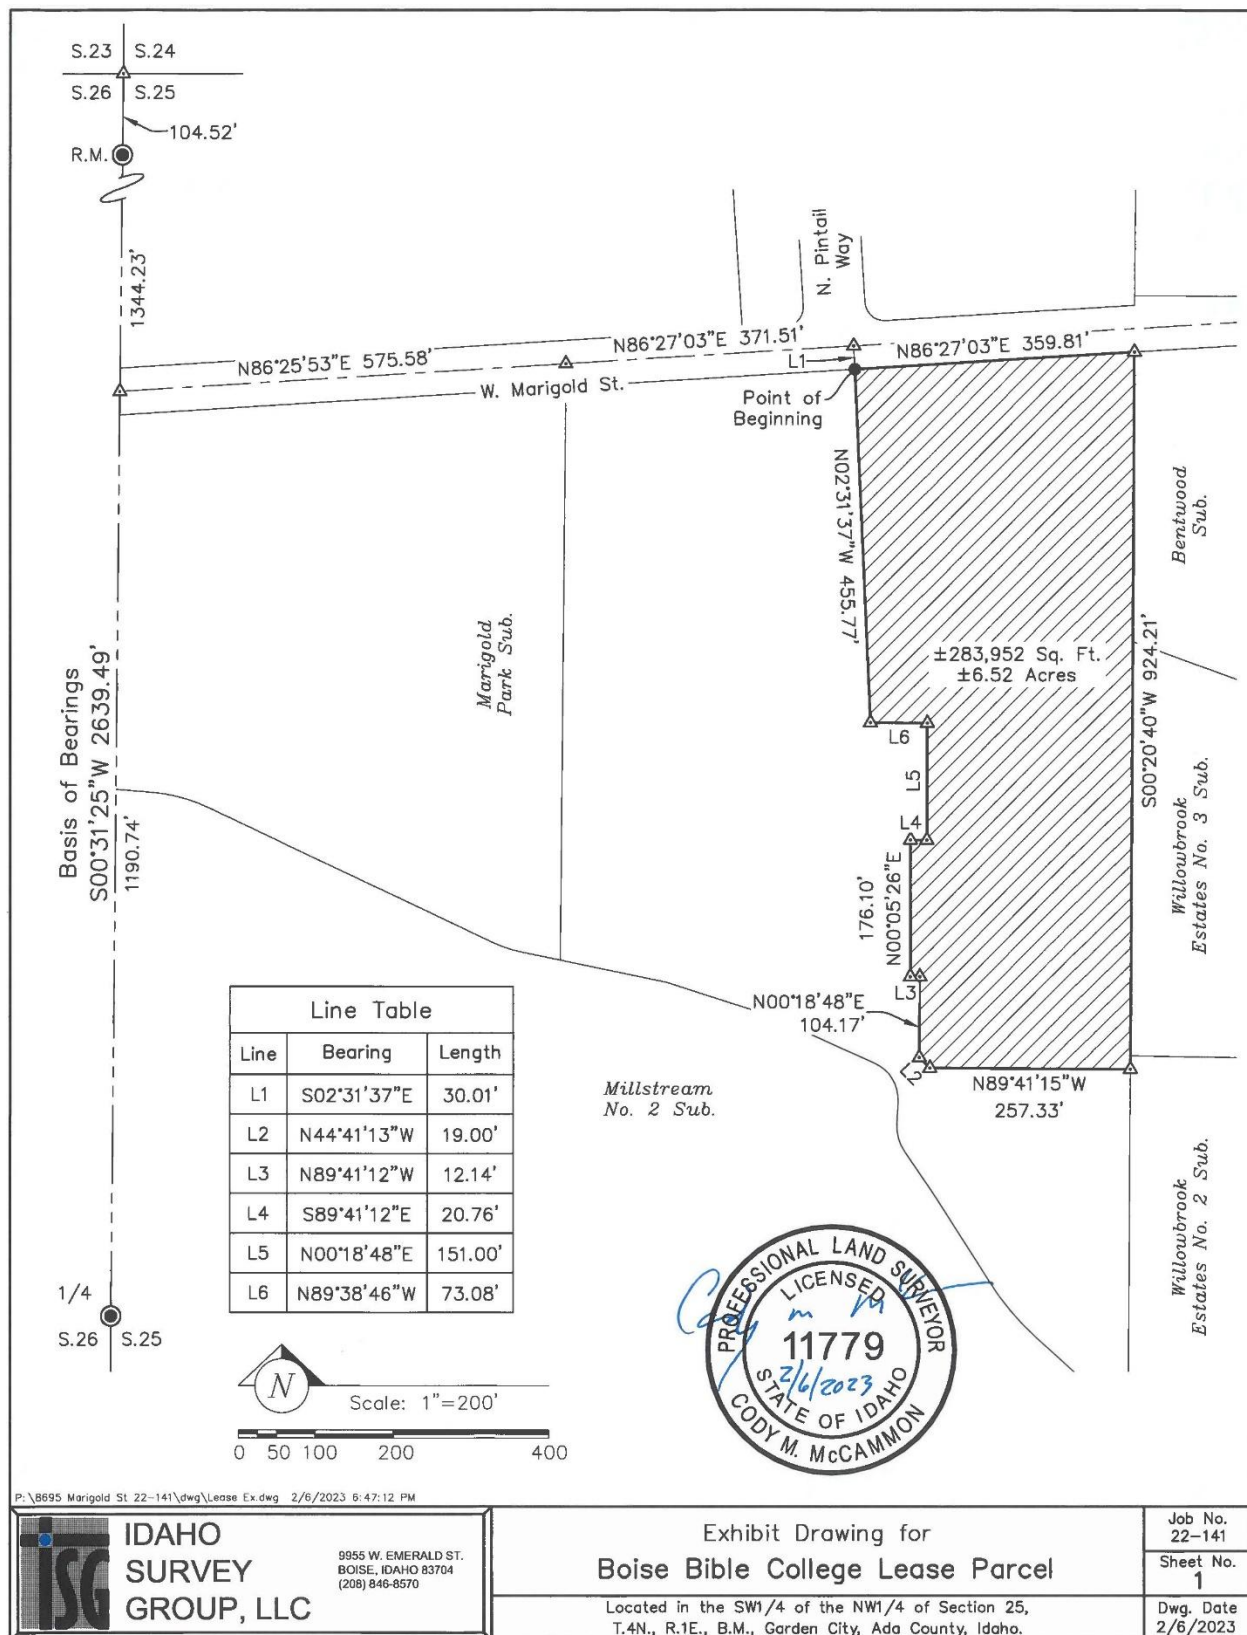 S.23 S.24
S.26 S.25
104.52'
R.M.
1344.23'
N86°25'53"E 575.58'
N86°27'03"E 371.51'
N. Pintail
Way
L1
N86°27'03"E 359.81'
W. Marigold St.
Point of
Beginning
N02°31'37"W 455.77'
Bentwood
Sub.
±283,952 Sq. Ft.
±6.52 Acres
S00°20'40"W 924.21'
Marigold
Park Sub.
L6
L5
L4
Basis of Bearings
S00°31'25"W 2639.49'
1190.74'
176.10'
N00°05'26"E
Willowbrook
Estates No. 3 Sub.
L3
N00°18'48"E
104.17'
L2
N89°41'15"W
257.33'
Millstream
No. 2 Sub.
Willowbrook
Estates No. 2 Sub.
Line Table
Line Bearing Length
L1 S02°31'37"E 30.01'
L2 N44°41'13"W 19.00'
L3 N89°41'12"W 12.14'
L4 S89°41'12"E 20.76'
L5 N00°18'48"E 151.00'
L6 N89°38'46"W 73.08'
1/4
S.26 S.25
N
Scale: 1"=200'
0 50 100 200 400
PROFESSIONAL LAND SURVEYOR
LICENSED
11779
2/6/2023
STATE OF IDAHO
CODY M. McCAMMON
P:\8695 Marigold St 22-141\dwg\Lease Ex.dwg 2/6/2023 6:47:12 PM
ISG
IDAHO
SURVEY
GROUP, LLC
9955 W. EMERALD ST.
BOISE, IDAHO 83704
(208) 846-8570
Exhibit Drawing for
Boise Bible College Lease Parcel
Located in the SW1/4 of the NW1/4 of Section 25,
T.4N., R.1E., B.M., Garden City, Ada County, Idaho.
Job No.
22-141
Sheet No.
1
Dwg. Date
2/6/2023